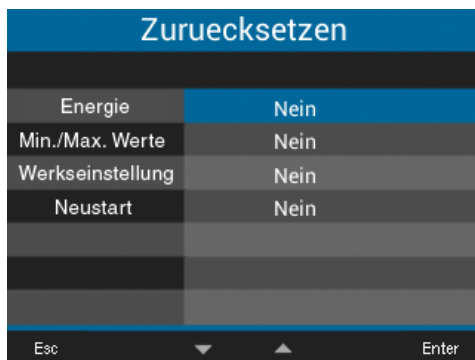 Zuruecksetzen
Energie Nein
Min./Max. Werte Nein
Werkseinstellung Nein
Neustart Nein
Esc Enter